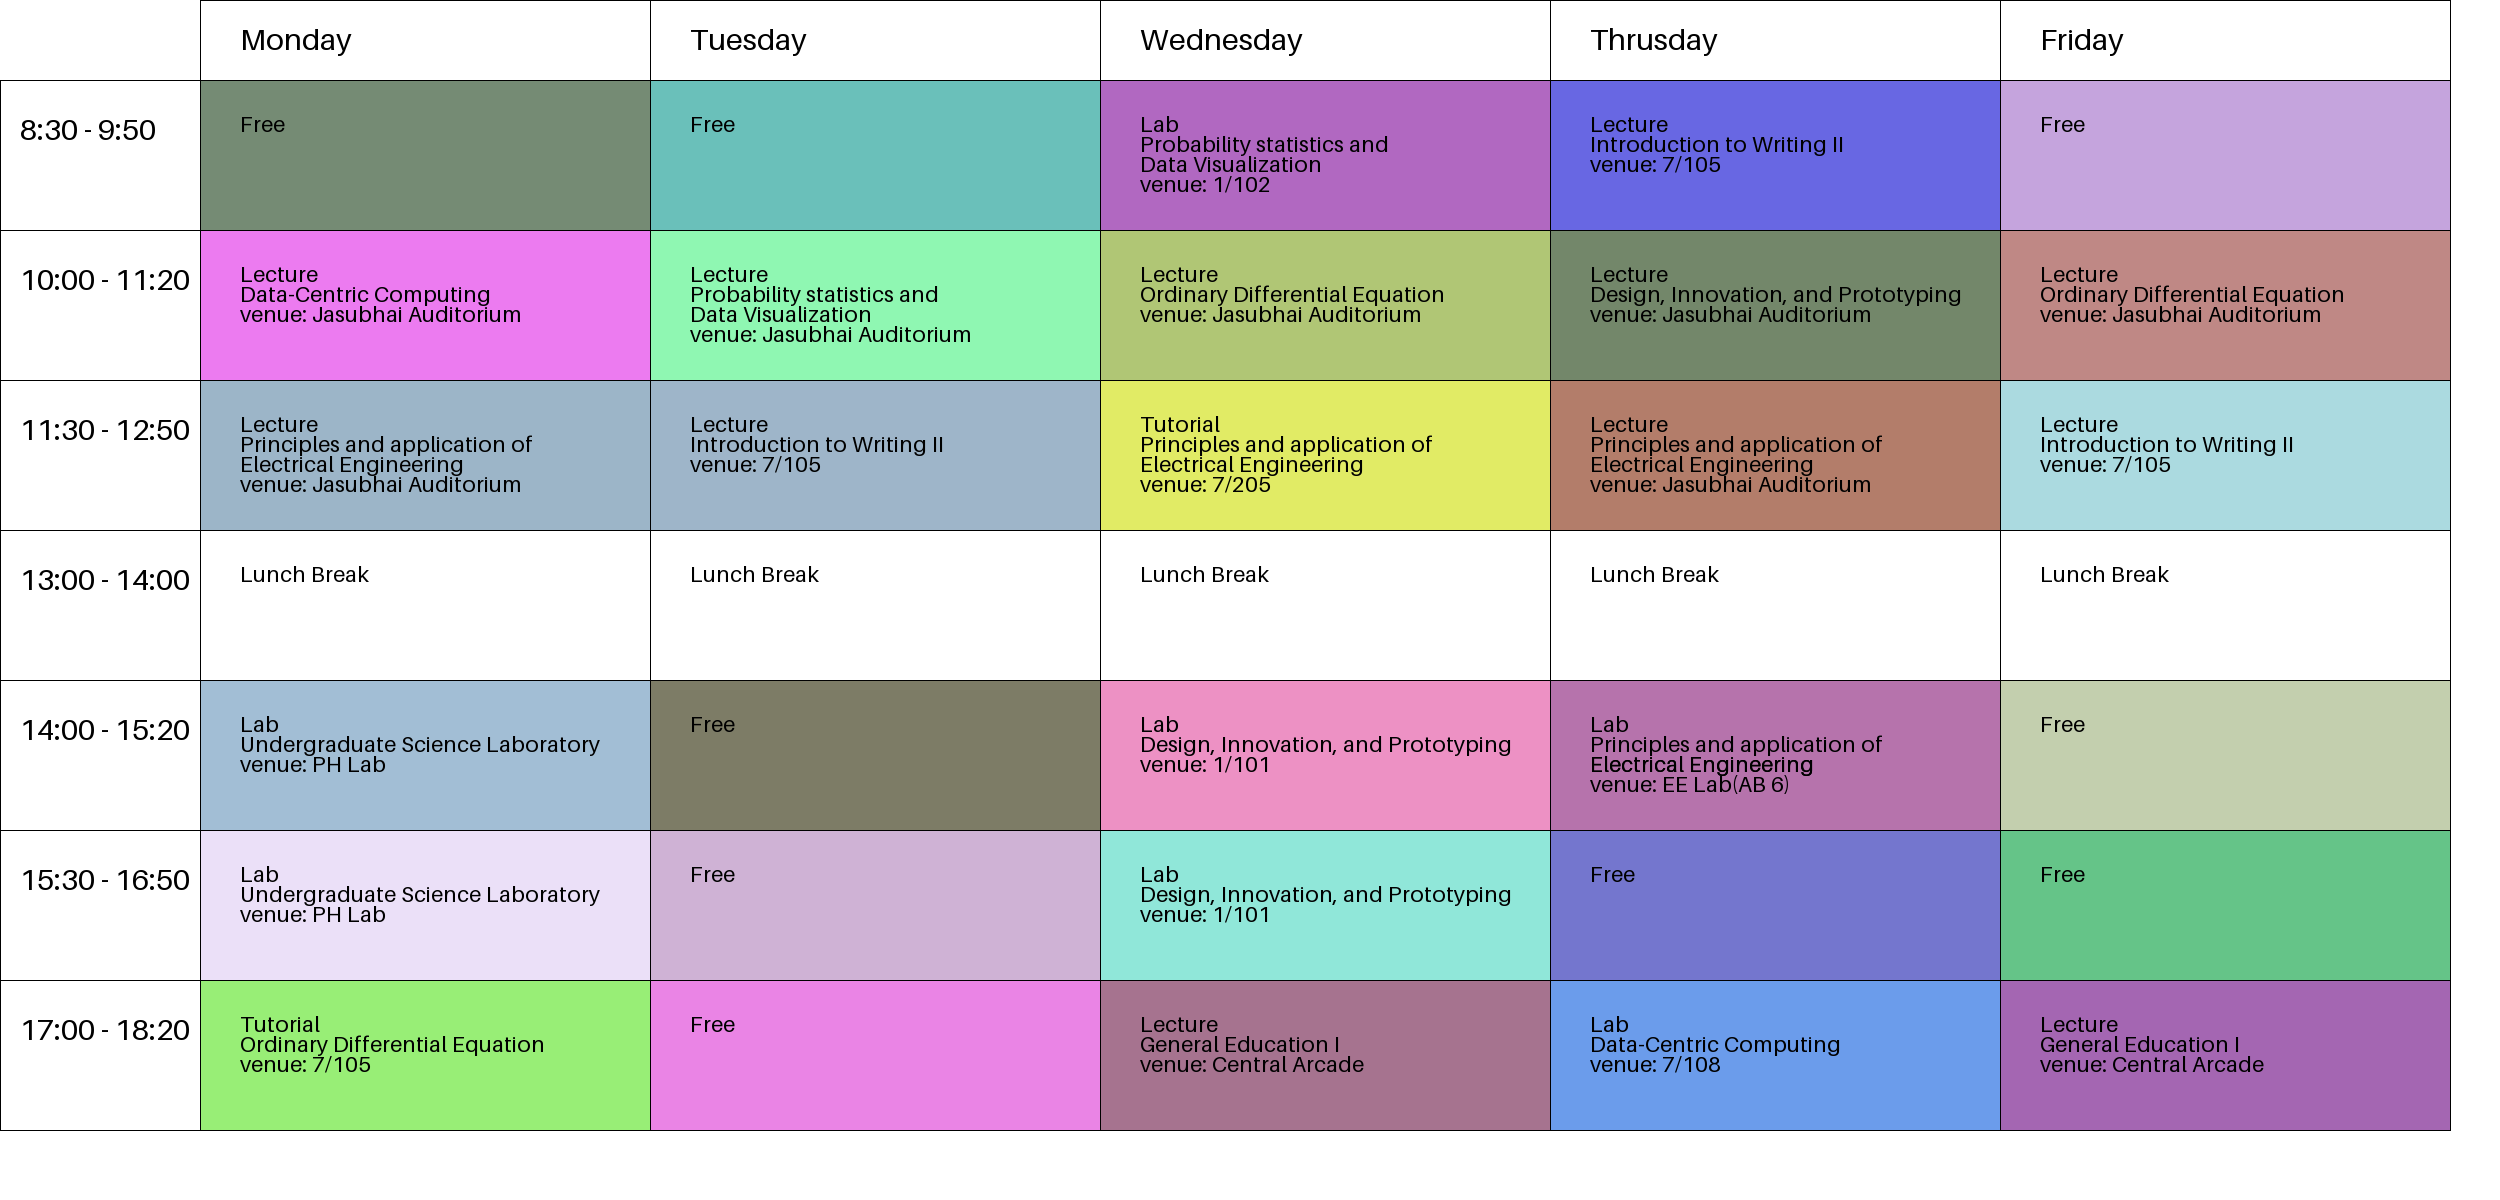 Monday
Tuesday
Wednesday
Thrusday
Friday
8:30 - 9:50
Free
Free
Lab
Probability statistics and
Data Visualization
venue: 1/102
Lecture
Introduction to Writing II
venue: 7/105
Free
10:00 - 11:20
Lecture
Data-Centric Computing
venue: Jasubhai Auditorium
Lecture
Probability statistics and
Data Visualization
venue: Jasubhai Auditorium
Lecture
Ordinary Differential Equation
venue: Jasubhai Auditorium
Lecture
Design, Innovation, and Prototyping
venue: Jasubhai Auditorium
Lecture
Ordinary Differential Equation
venue: Jasubhai Auditorium
11:30 - 12:50
Lecture
Principles and application of
Electrical Engineering
venue: Jasubhai Auditorium
Lecture
Introduction to Writing II
venue: 7/105
Tutorial
Principles and application of
Electrical Engineering
venue: 7/205
Lecture
Principles and application of
Electrical Engineering
venue: Jasubhai Auditorium
Lecture
Introduction to Writing II
venue: 7/105
13:00 - 14:00
Lunch Break
Lunch Break
Lunch Break
Lunch Break
Lunch Break
14:00 - 15:20
Lab
Undergraduate Science Laboratory
venue: PH Lab
Free
Lab
Design, Innovation, and Prototyping
venue: 1/101
Lab
Principles and application of
Electrical Engineering
venue: EE Lab(AB 6)
Free
15:30 - 16:50
Lab
Undergraduate Science Laboratory
venue: PH Lab
Free
Lab
Design, Innovation, and Prototyping
venue: 1/101
Free
Free
17:00 - 18:20
Tutorial
Ordinary Differential Equation
venue: 7/105
Free
Lecture
General Education I
venue: Central Arcade
Lab
Data-Centric Computing
venue: 7/108
Lecture
General Education I
venue: Central Arcade